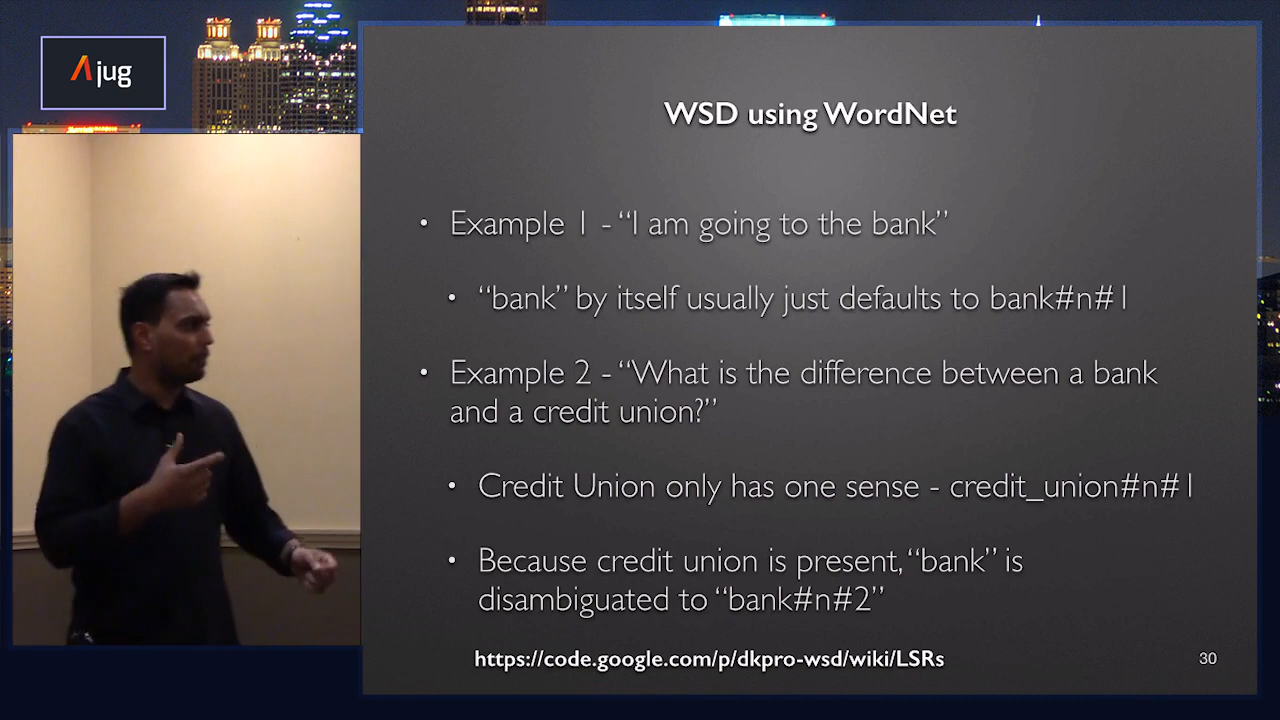 Ajug
WSD using WordNet
• Example 1 - “I am going to the bank”
• “bank” by itself usually just defaults to bank#n#1
• Example 2 - “What is the difference between a bank
and a credit union?”
• Credit Union only has one sense - credit_union#n#1
• Because credit union is present, “bank” is
disambiguated to “bank#n#2”
https://code.google.com/p/dkpro-wsd/wiki/LSRs
30